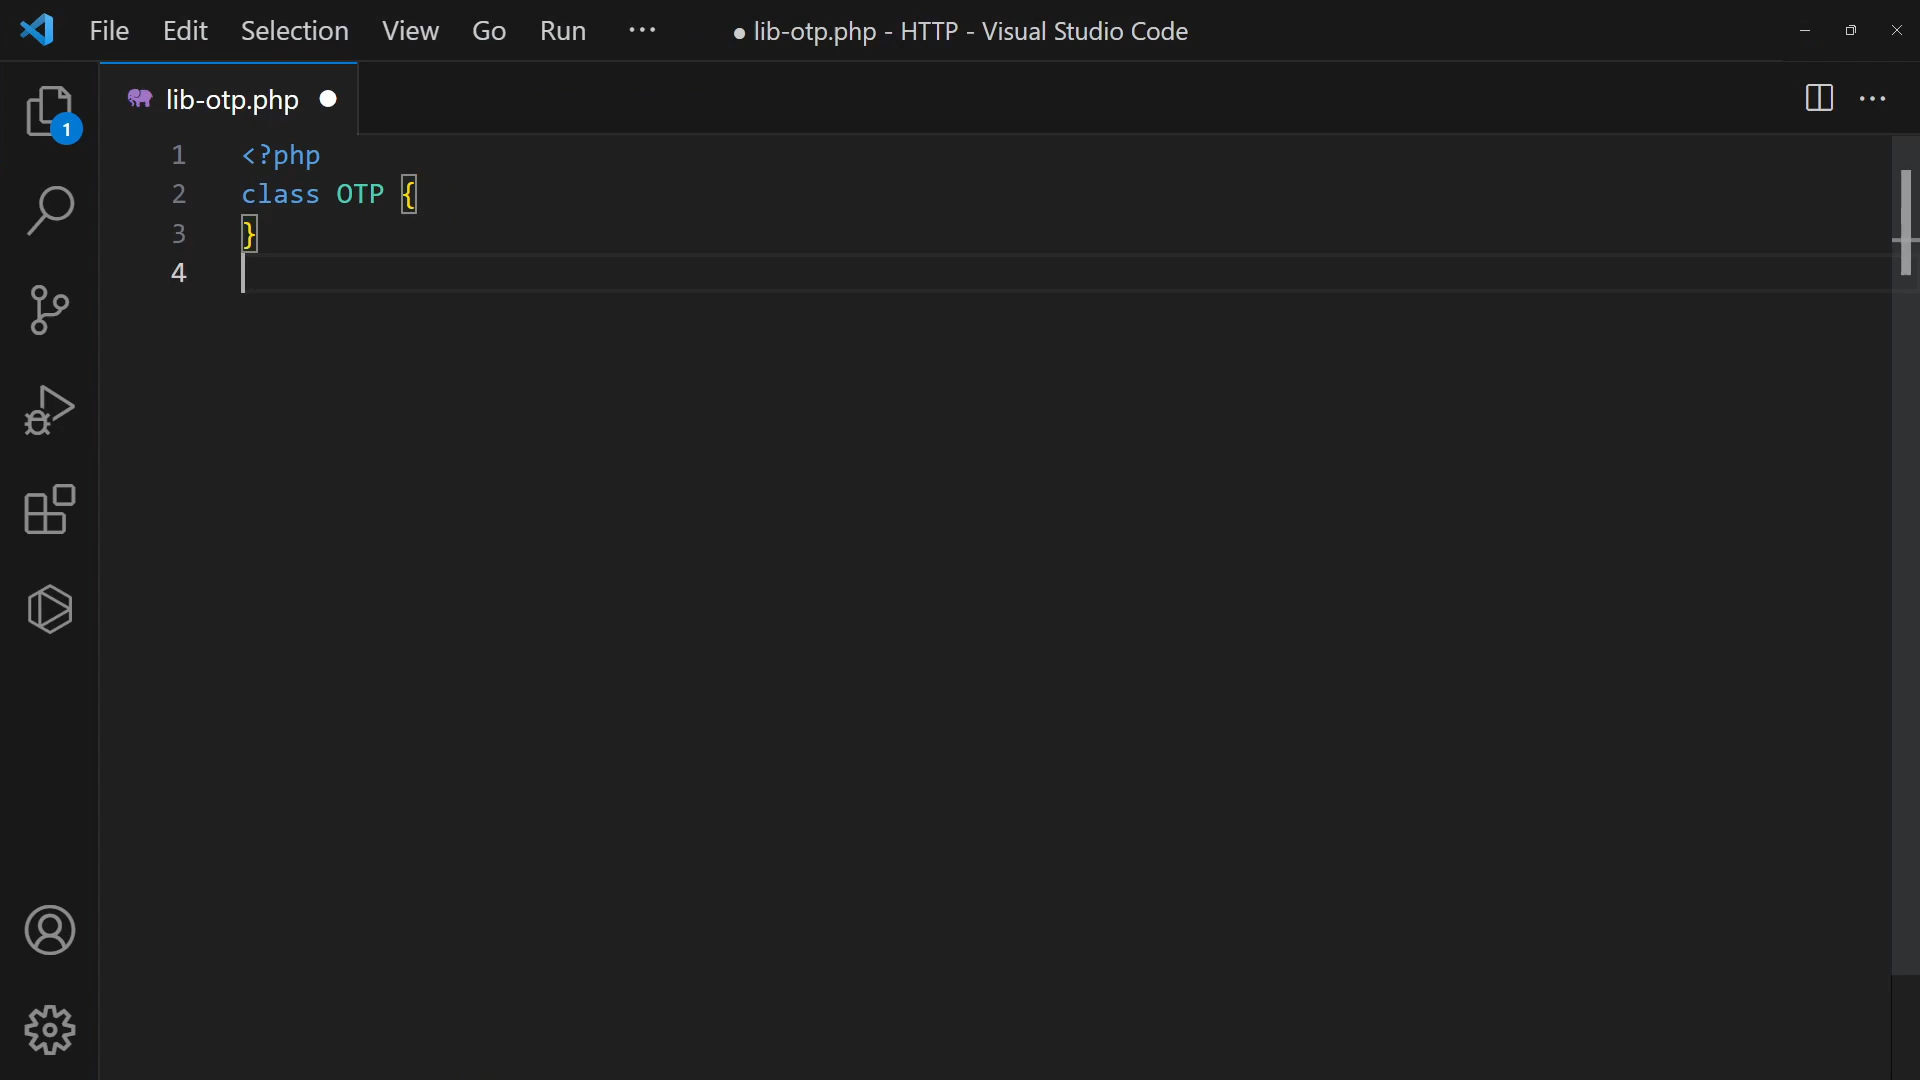 File Edit Selection View Go Run ··· ● lib-otp.php - HTTP - Visual Studio Code
1
lib-otp.php
1 <?php
2 class OTP {
3 }
4